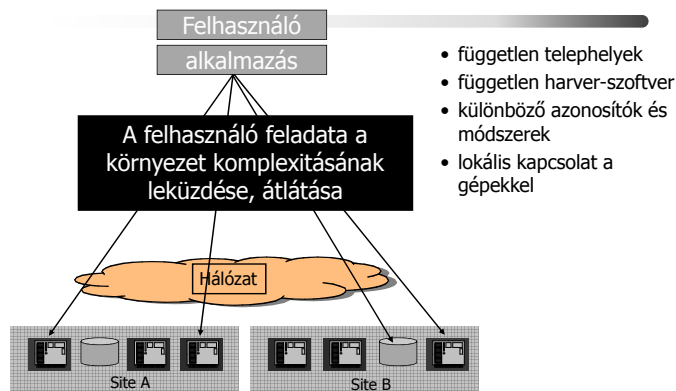 Felhasználó
alkalmazás
A felhasználó feladata a
környezet komplexitásának
leküzdése, átlátása
• független telephelyek
• független harver-szoftver
• különböző azonosítók és
módszerek
• lokális kapcsolat a
gépekkel
Hálózat
Site A
Site B